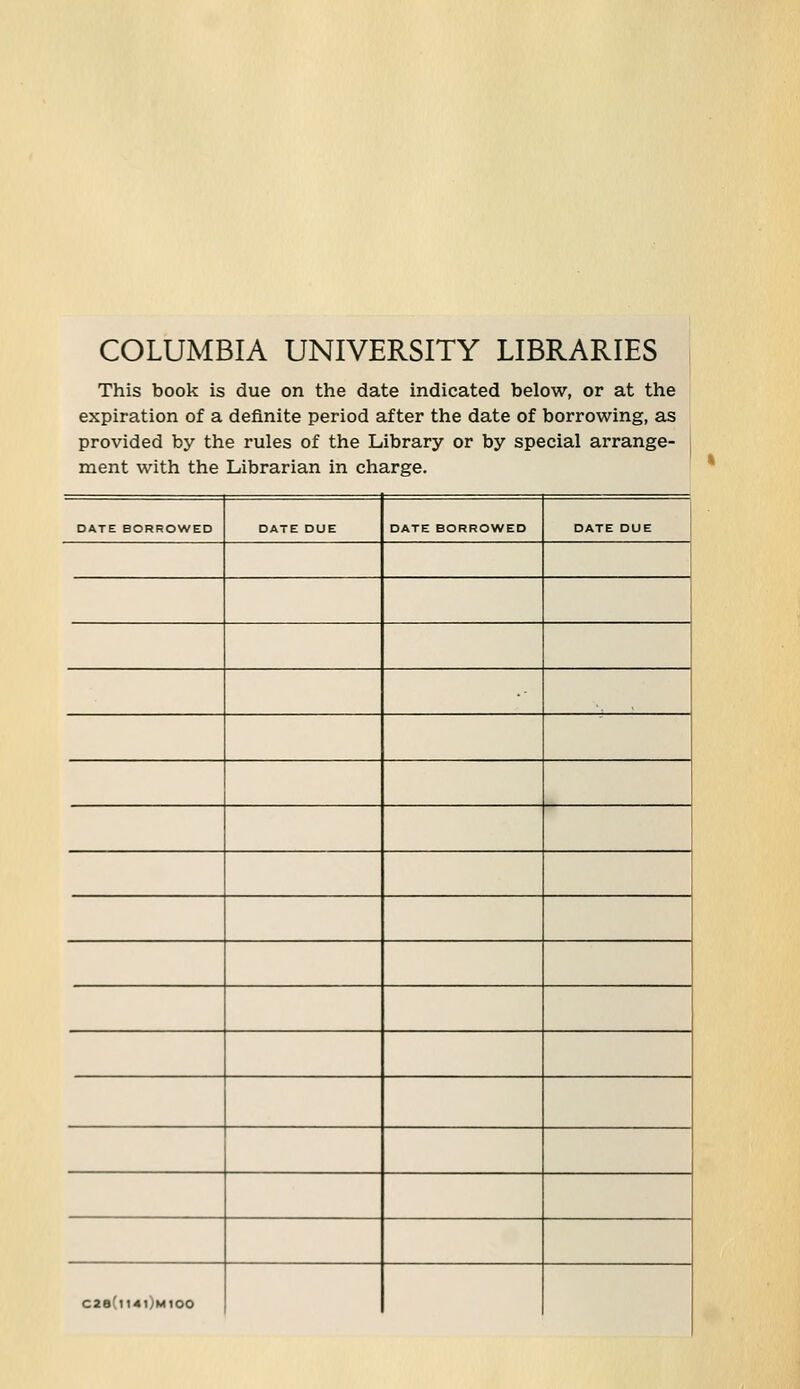 COLUMBIA UNIVERSITY LIBRARIES
This book is due on the date indicated below, or at the
expiration of a definite period after the date of borrowing, as
provided by the rules of the Library or by special arrange-
ment with the Librarian in charge.
DATE BORROWED DATE DUE DATE BORROWED DATE DUE
C28(1141)M100